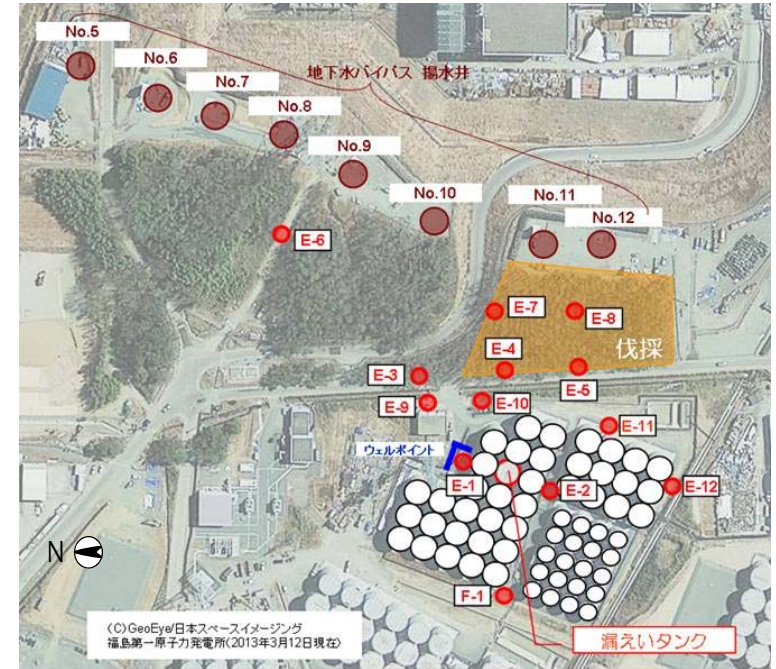 No.5
No.6
No.7
No.8
地下水バイパス 揚水井
No.9
No.10
No.11
No.12
E-6
E-7
E-8
伐採
E-4
E-3
E-5
E-9
E-10
E-11
ウェルポイント
E-1
E-2
E-12
N
F-1
(C)GeoEye/日本スペースイメージング
福島第一原子力発電所(2013年3月12日現在)
漏えいタンク